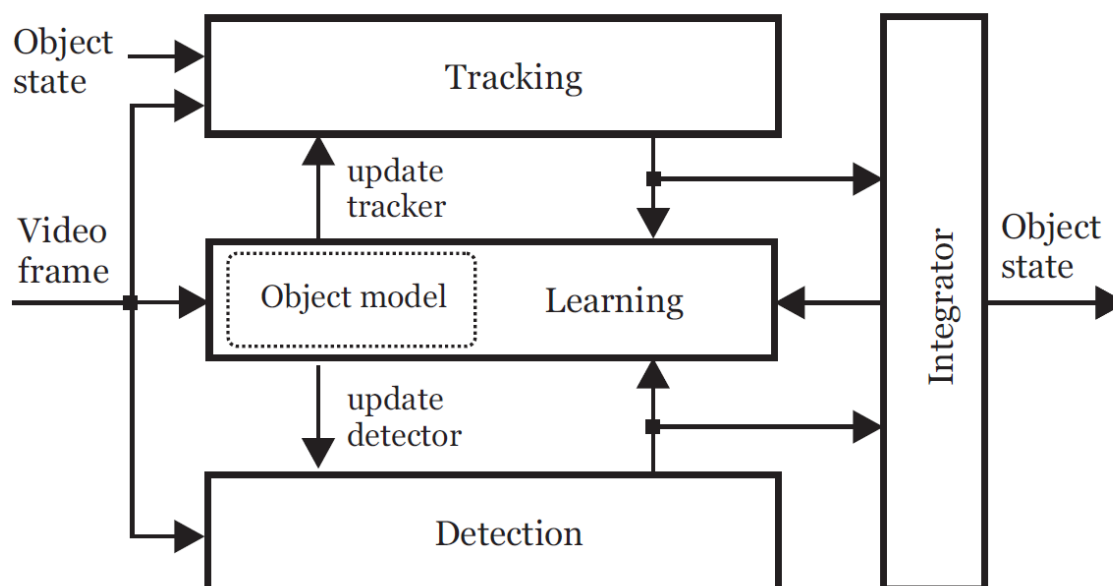 Object
state
Tracking
update
tracker
Video
frame
Object model
Learning
Integrator
Object
state
update
detector
Detection